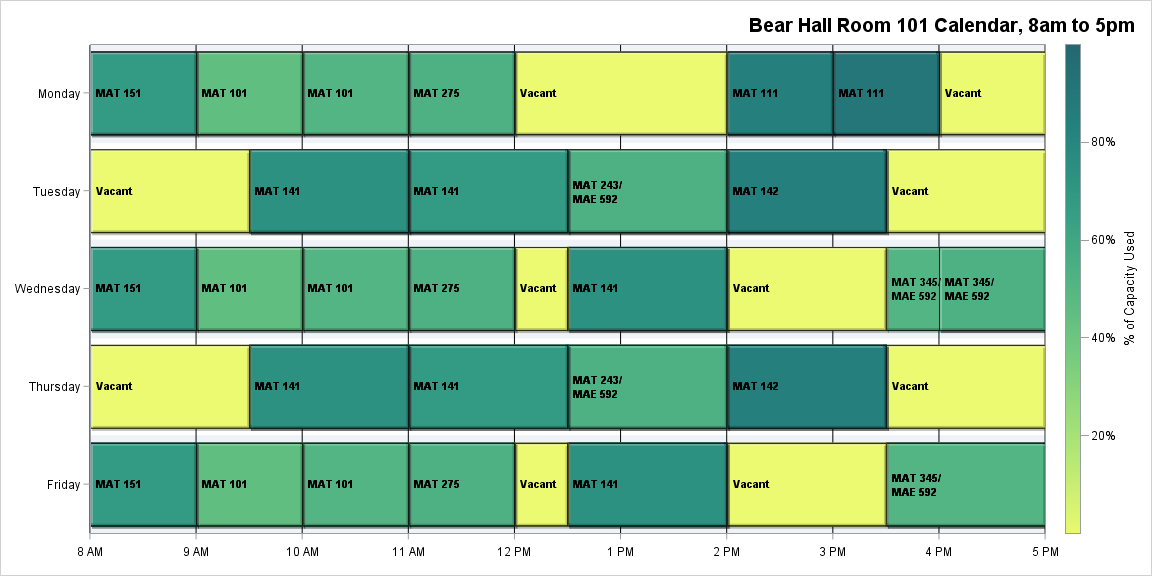 Bear Hall Room 101 Calendar, 8am to 5pm
Monday
MAT 151
MAT 101
MAT 101
MAT 275
Vacant
MAT 111
MAT 111
Vacant
Tuesday
Vacant
MAT 141
MAT 141
MAT 243/
MAE 592
MAT 142
Vacant
Wednesday
MAT 151
MAT 101
MAT 101
MAT 275
Vacant
MAT 141
Vacant
MAT 345/
MAE 592
MAT 345/
MAE 592
Thursday
Vacant
MAT 141
MAT 141
MAT 243/
MAE 592
MAT 142
Vacant
Friday
MAT 151
MAT 101
MAT 101
MAT 275
Vacant
MAT 141
Vacant
MAT 345/
MAE 592
8 AM
9 AM
10 AM
11 AM
12 PM
1 PM
2 PM
3 PM
4 PM
5 PM
80%
60%
40%
20%
% of Capacity Used